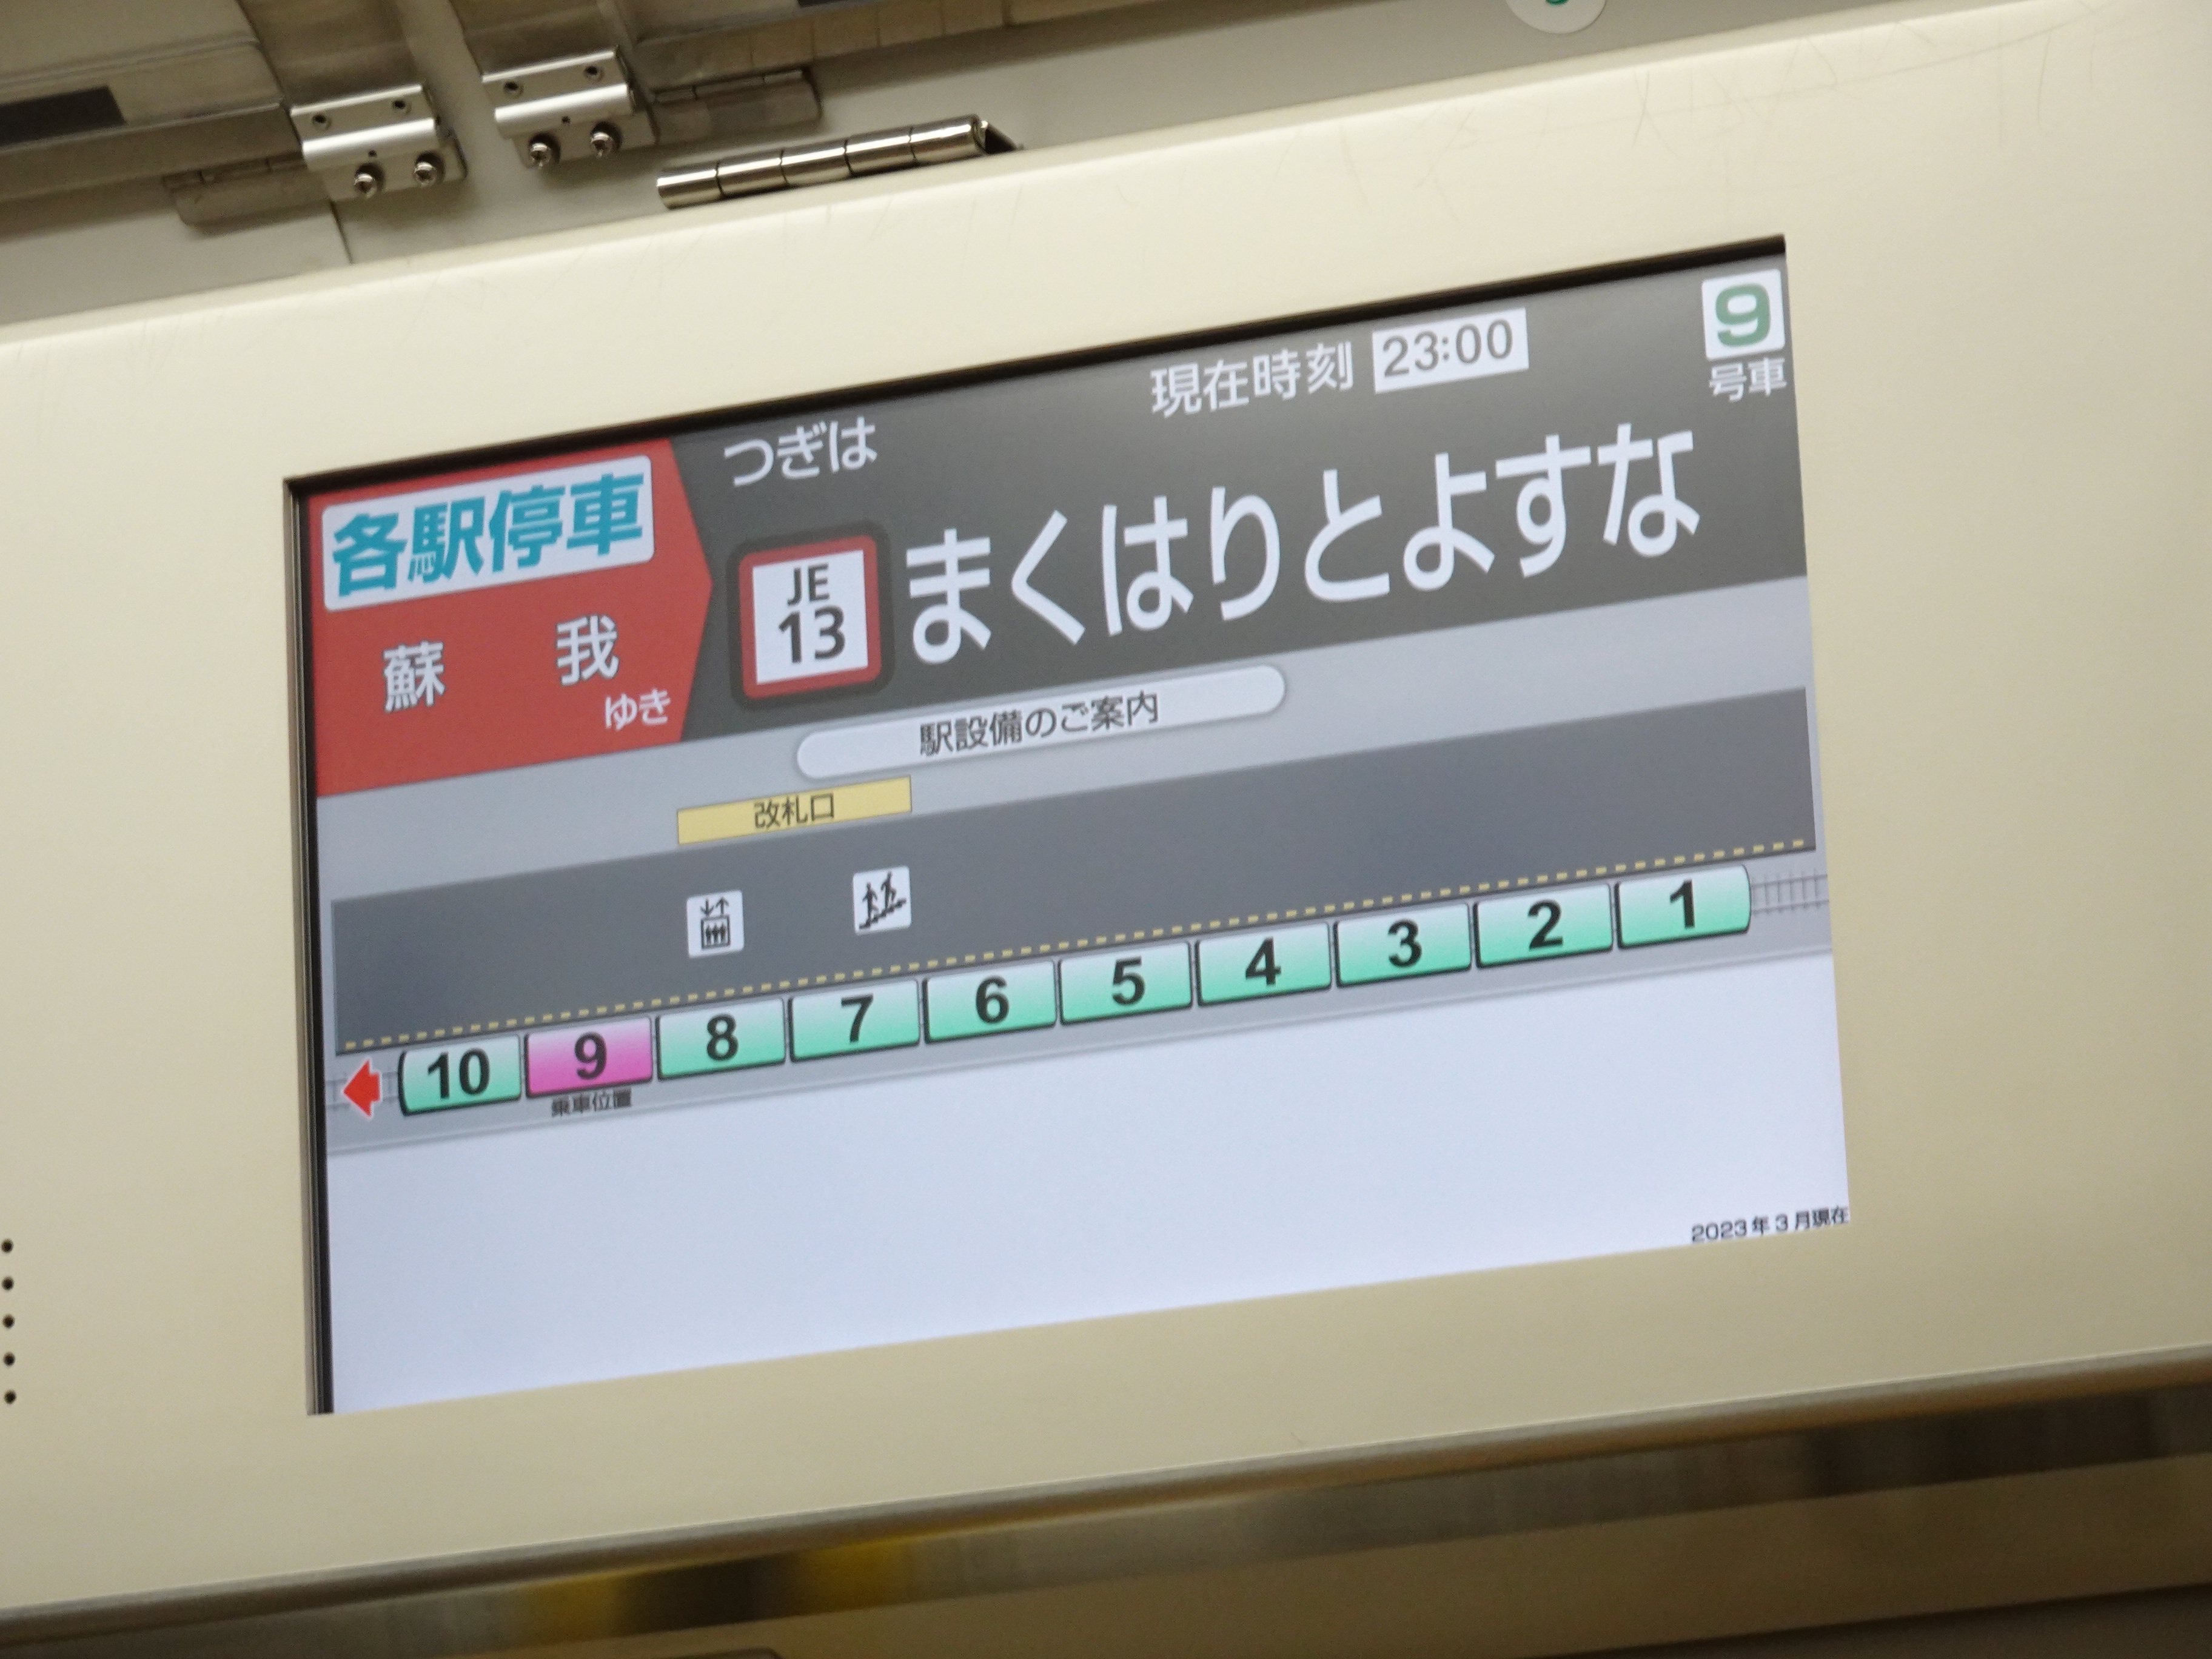 現在時刻 23:00
9
号車
各駅停車
つぎは
蘇我
ゆき
JE
13
まくはりとよすな
駅設備のご案内
改札口
10 9 8 7 6 5 4 3 2 1
乗車位置
2023年3月現在